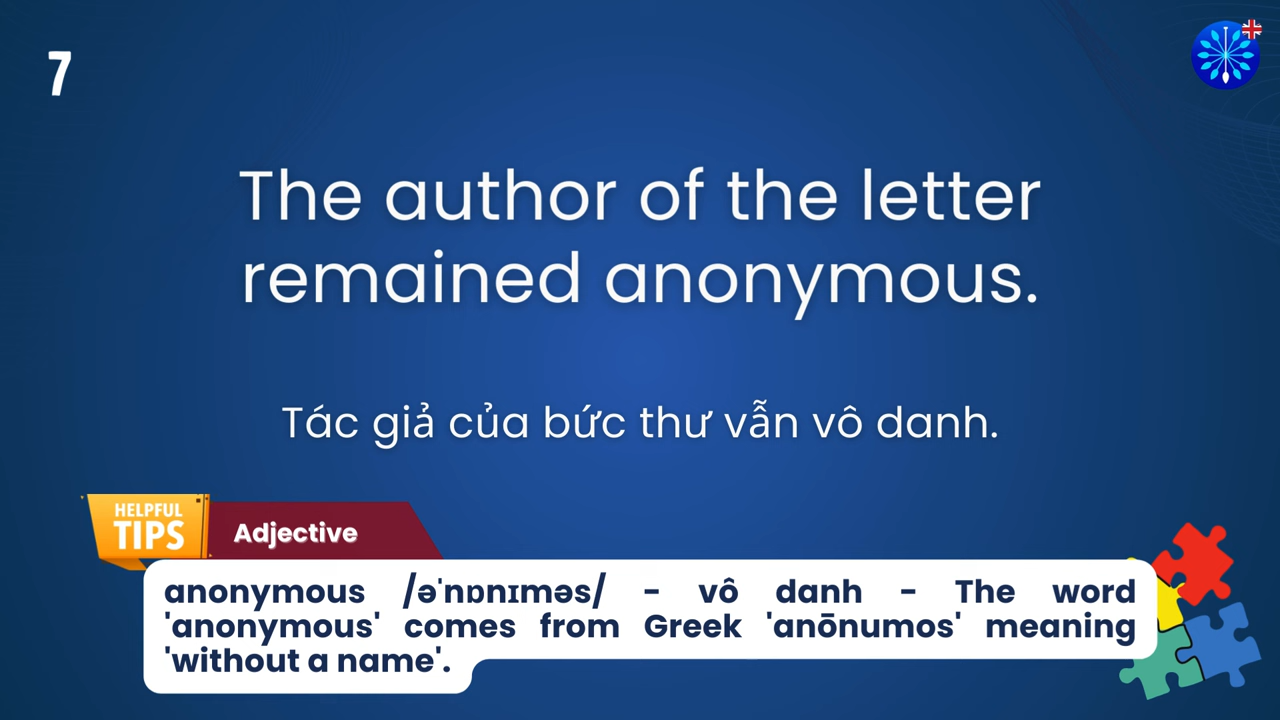 7
The author of the letter
remained anonymous.
Tác giả của bức thư vẫn vô danh.
HELPFUL
TIPS
Adjective
anonymous /əˈnɒnɪməs/ - vô danh - The word
'anonymous' comes from Greek 'anōnumos' meaning
'without a name'.